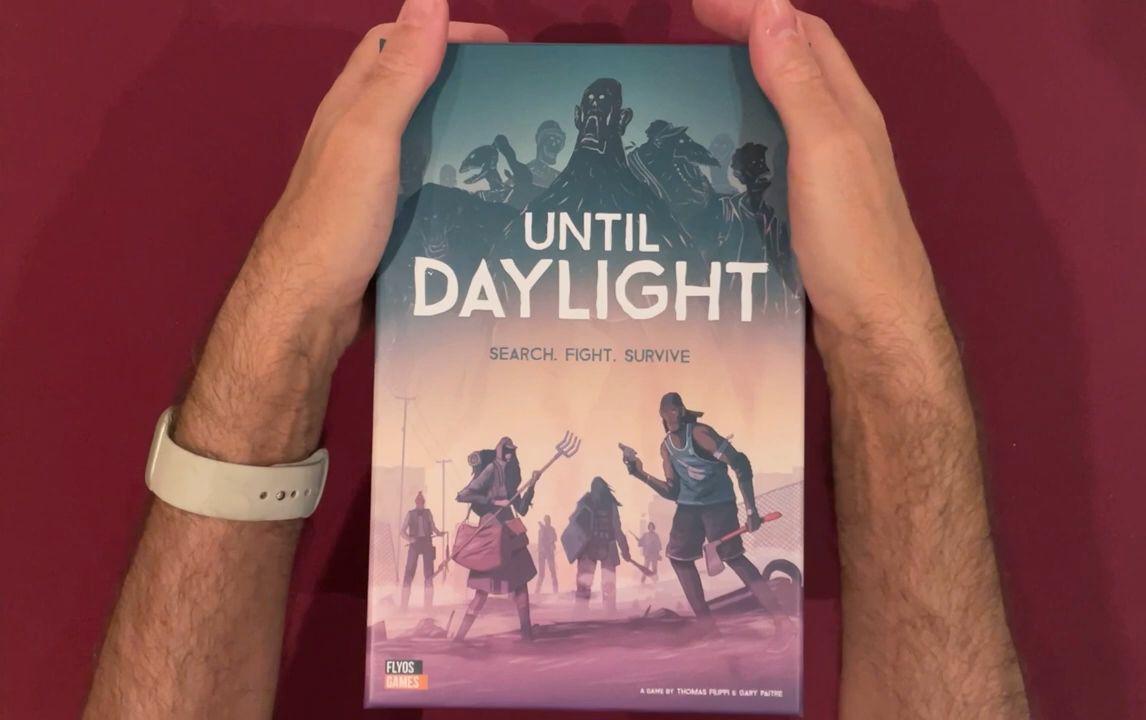 UNTIL
DAYLIGHT
SEARCH. FIGHT. SURVIVE
FLYOS
GAMES
A GAME BY THOMAS FILIPPI & GARY PAITRE